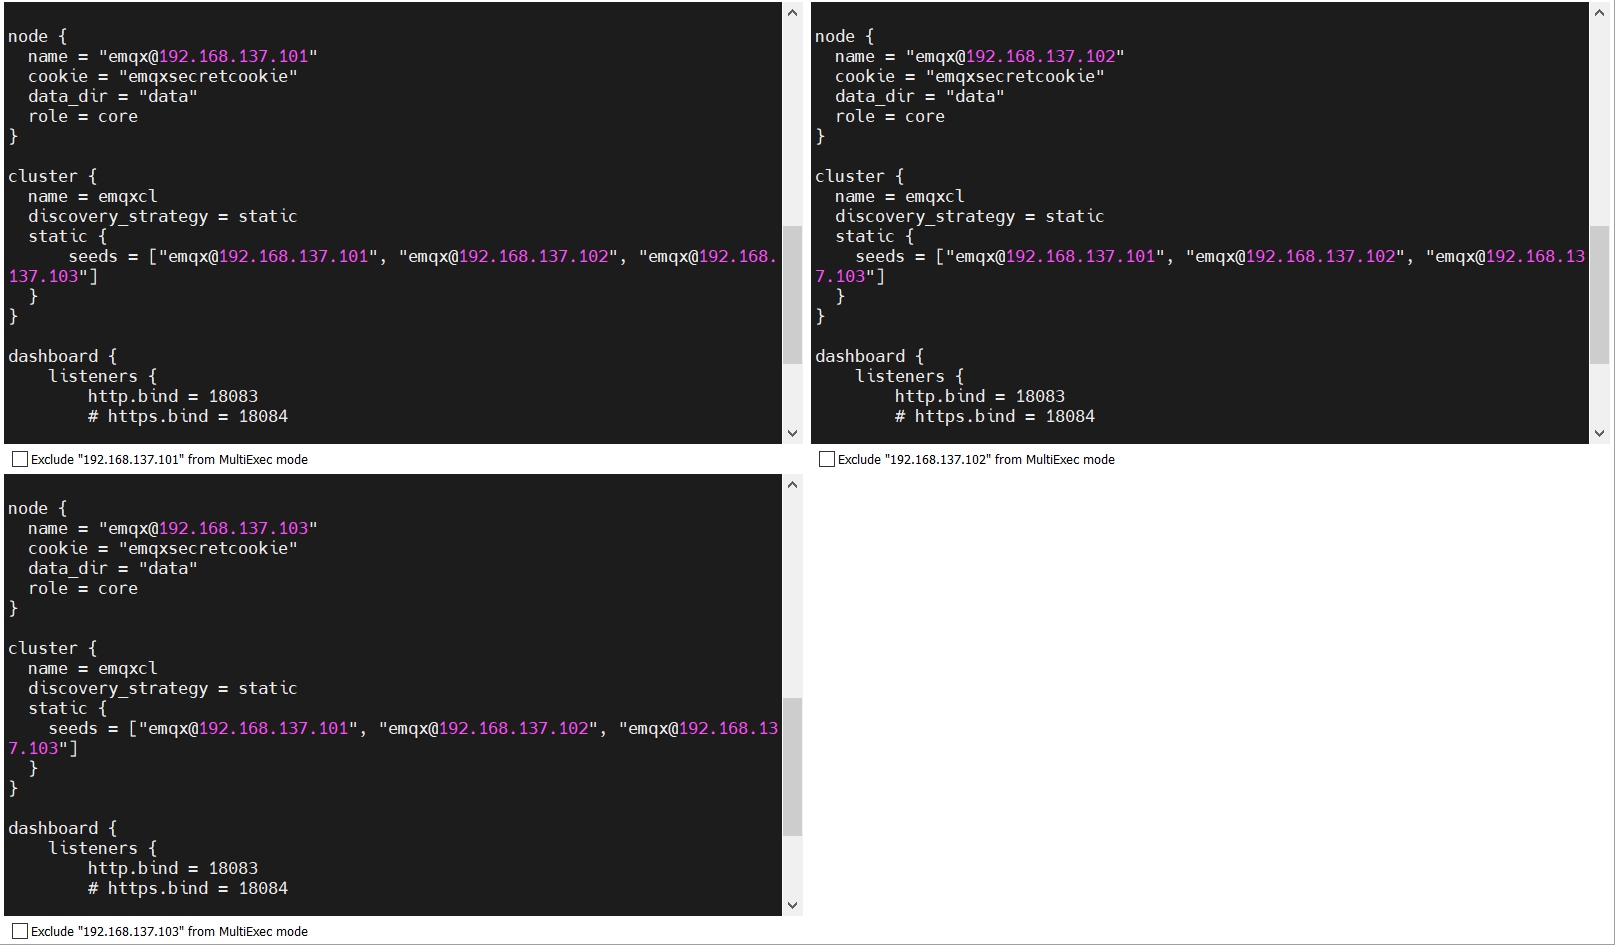 node {
  name = "emqx@192.168.137.101"
  cookie = "emqxsecretcookie"
  data_dir = "data"
  role = core
}

cluster {
  name = emqxcl
  discovery_strategy = static
  static {
      seeds = ["emqx@192.168.137.101", "emqx@192.168.137.102", "emqx@192.168.
137.103"]
  }
}

dashboard {
    listeners {
        http.bind = 18083
        # https.bind = 18084
Exclude "192.168.137.101" from MultiExec mode
node {
  name = "emqx@192.168.137.102"
  cookie = "emqxsecretcookie"
  data_dir = "data"
  role = core
}

cluster {
  name = emqxcl
  discovery_strategy = static
  static {
    seeds = ["emqx@192.168.137.101", "emqx@192.168.137.102", "emqx@192.168.13
7.103"]
  }
}

dashboard {
    listeners {
        http.bind = 18083
        # https.bind = 18084
Exclude "192.168.137.102" from MultiExec mode
node {
  name = "emqx@192.168.137.103"
  cookie = "emqxsecretcookie"
  data_dir = "data"
  role = core
}

cluster {
  name = emqxcl
  discovery_strategy = static
  static {
    seeds = ["emqx@192.168.137.101", "emqx@192.168.137.102", "emqx@192.168.13
7.103"]
  }
}

dashboard {
    listeners {
        http.bind = 18083
        # https.bind = 18084
Exclude "192.168.137.103" from MultiExec mode